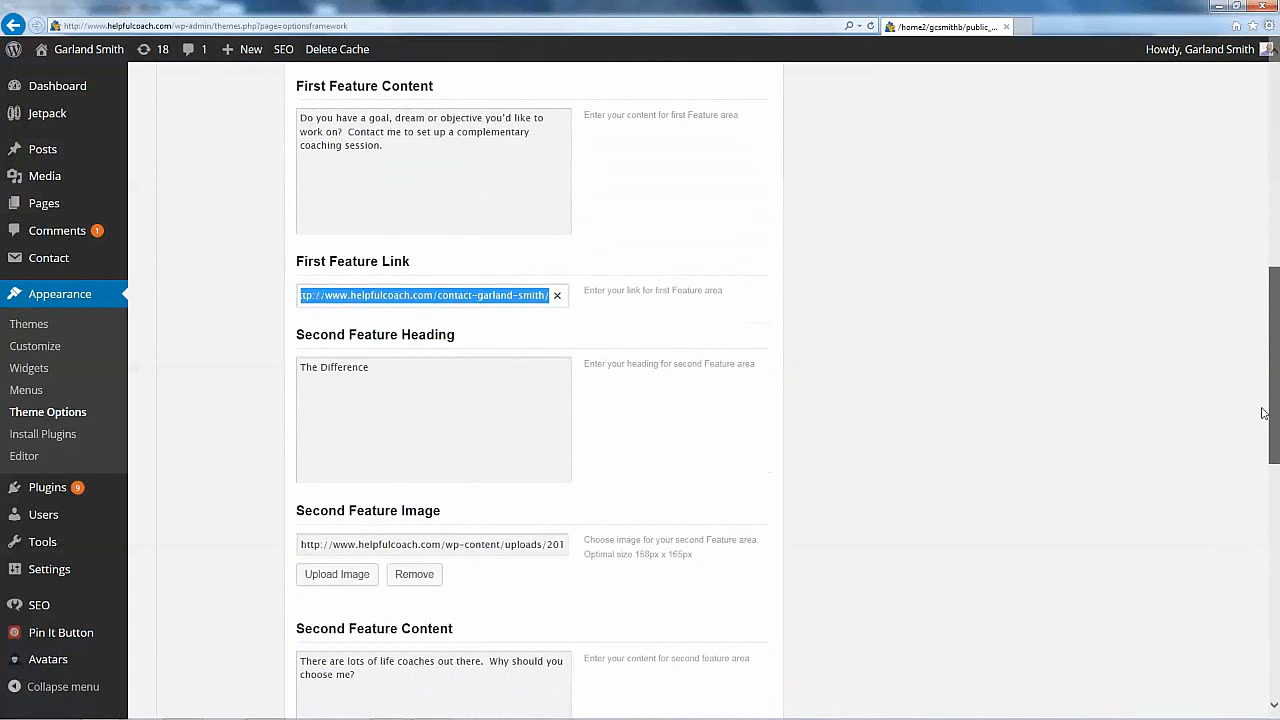 http://www.helpfulcoach.com/wp-admin/themes.php?page=optionsframework
/home2/gcsmithb/public_...
Garland Smith 18 1 New SEO Delete Cache Howdy, Garland Smith
Dashboard
Jetpack
Posts
Media
Pages
Comments 1
Contact
Appearance
Themes
Customize
Widgets
Menus
Theme Options
Install Plugins
Editor
Plugins 9
Users
Tools
Settings
SEO
Pin It Button
Avatars
Collapse menu
First Feature Content
Do you have a goal, dream or objective you'd like to
work on? Contact me to set up a complementary
coaching session.
Enter your content for first Feature area
First Feature Link
ttp://www.helpfulcoach.com/contact-garland-smith/
Enter your link for first Feature area
Second Feature Heading
The Difference
Enter your heading for second Feature area
Second Feature Image
http://www.helpfulcoach.com/wp-content/uploads/201
Choose image for your second Feature area.
Optimal size 158px x 165px
Upload Image Remove
Second Feature Content
There are lots of life coaches out there. Why should you
choose me?
Enter your content for second feature area